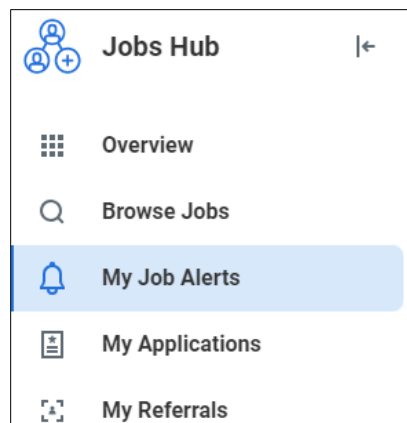 Jobs Hub
Overview
Browse Jobs
My Job Alerts
My Applications
My Referrals